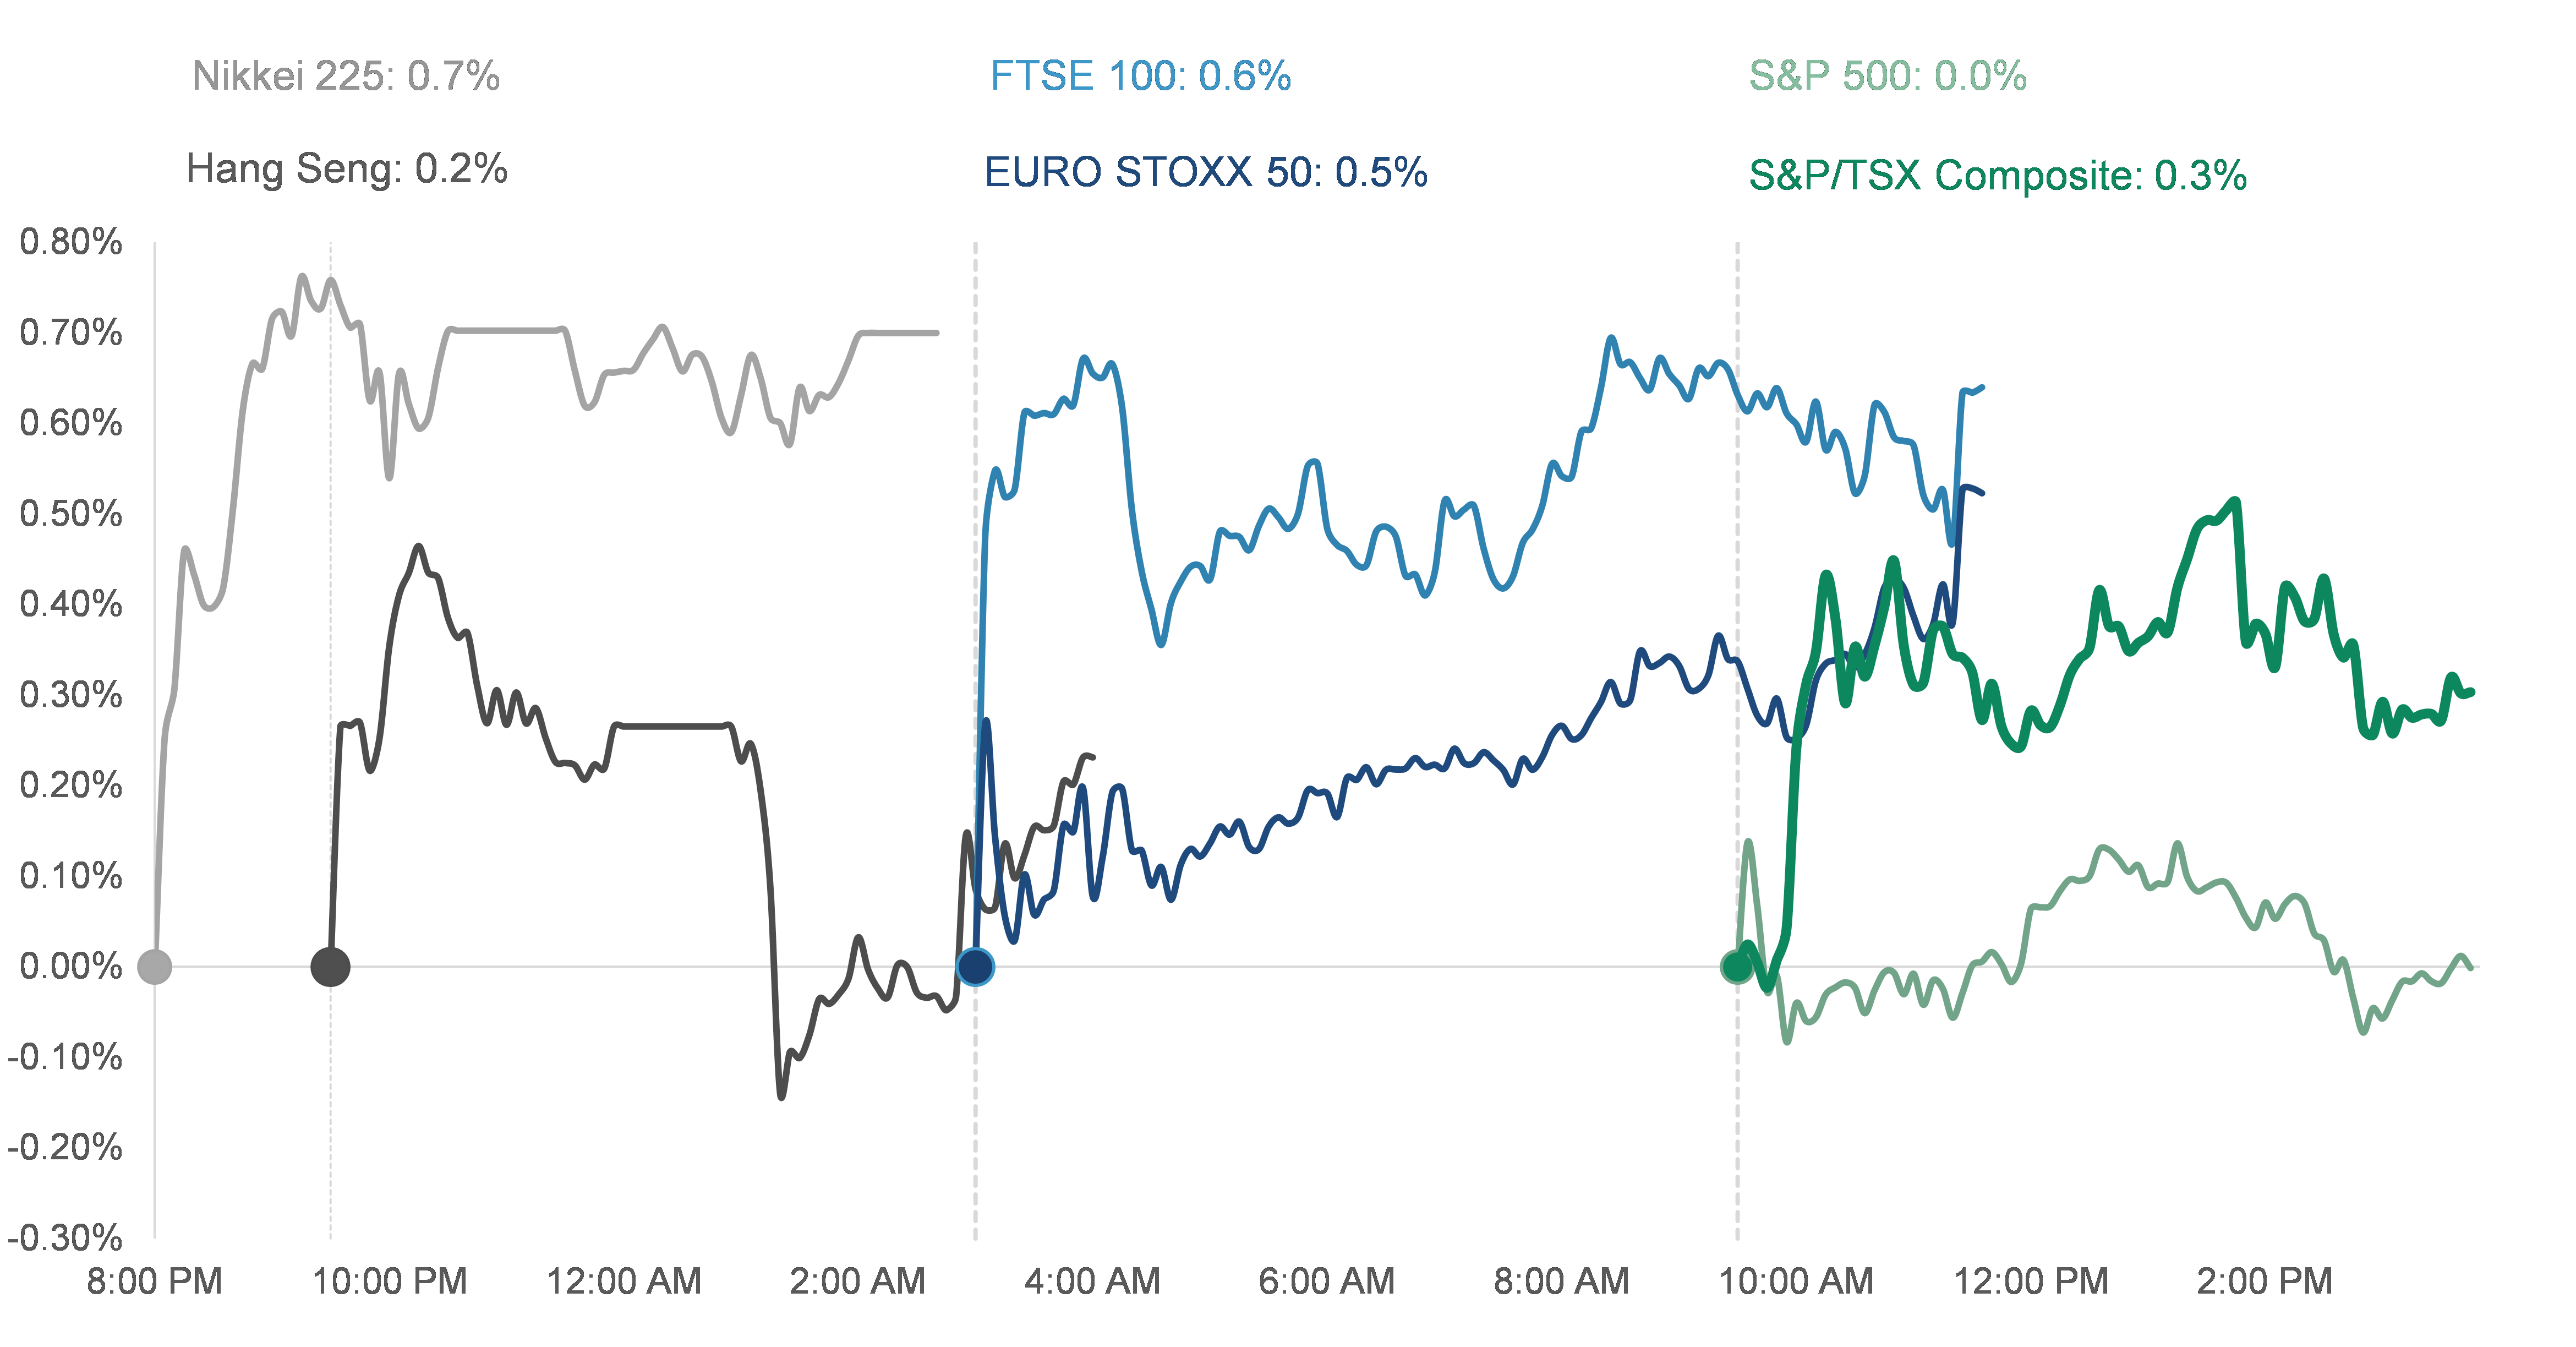 Nikkei 225: 0.7%
FTSE 100: 0.6%
S&P 500: 0.0%
Hang Seng: 0.2%
EURO STOXX 50: 0.5%
S&P/TSX Composite: 0.3%
0.80%
0.70%
0.60%
0.50%
0.40%
0.30%
0.20%
0.10%
0.00%
-0.10%
-0.20%
-0.30%
8:00 PM
10:00 PM
12:00 AM
2:00 AM
4:00 AM
6:00 AM
8:00 AM
10:00 AM
12:00 PM
2:00 PM